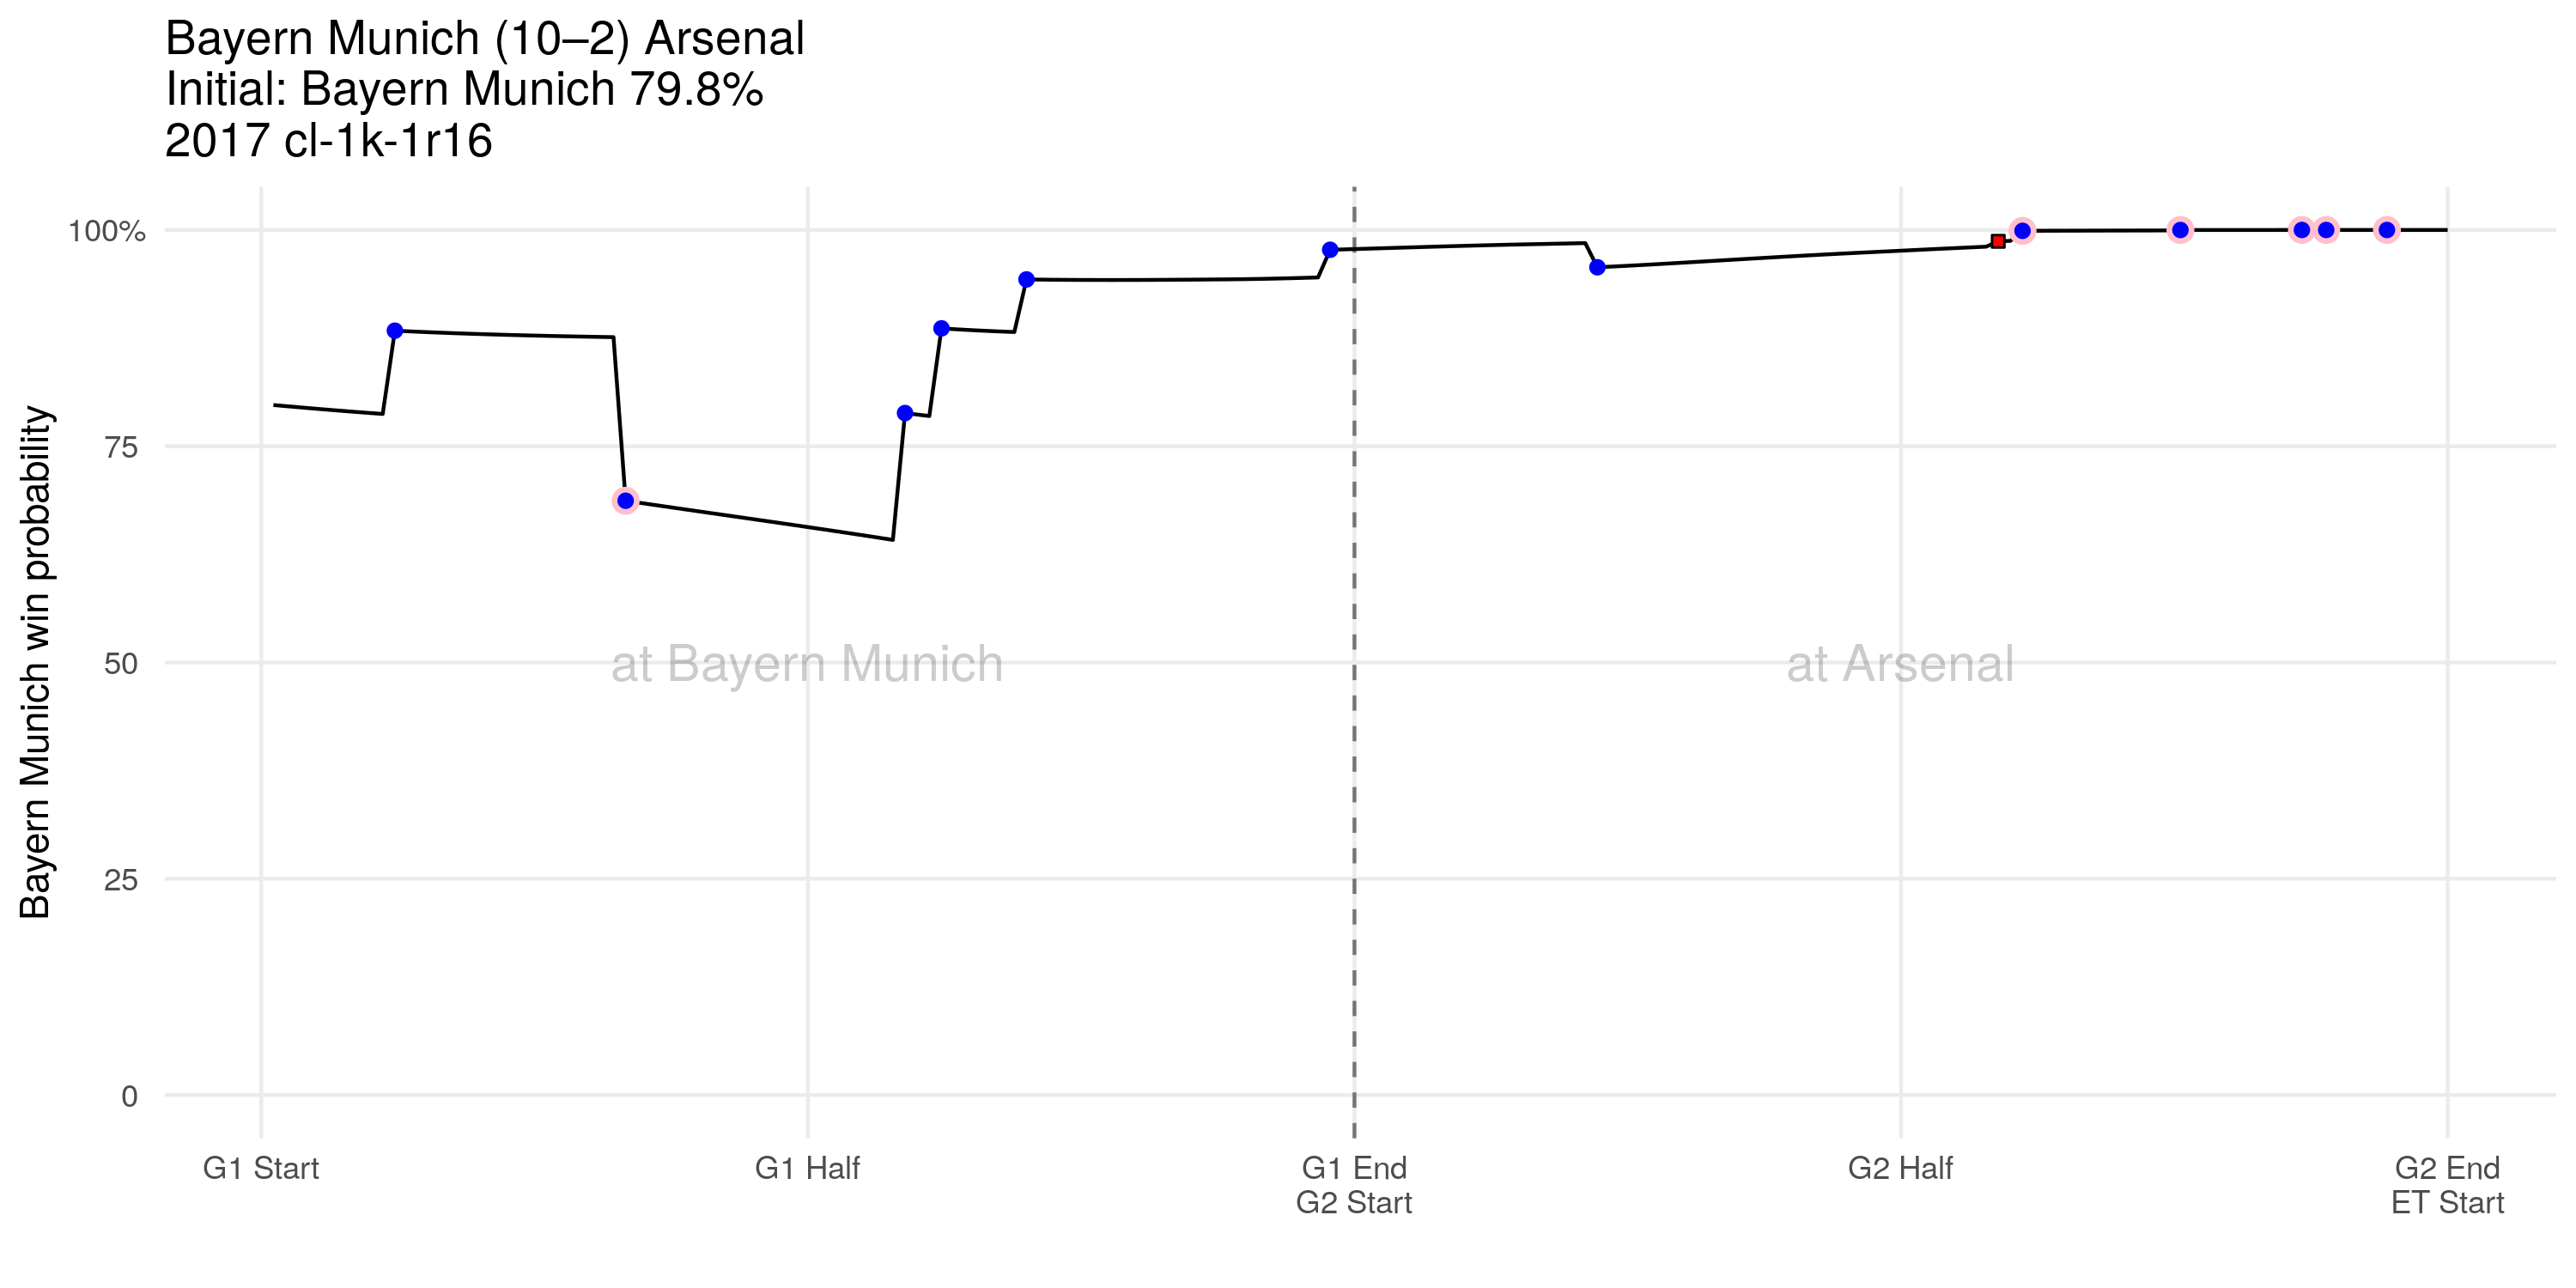 Bayern Munich (10–2) Arsenal
Initial: Bayern Munich 79.8%
2017 cl-1k-1r16
Bayern Munich win probability
100%
75
50
25
0
at Bayern Munich
at Arsenal
G1 Start
G1 Half
G1 End
G2 Start
G2 Half
G2 End
ET Start